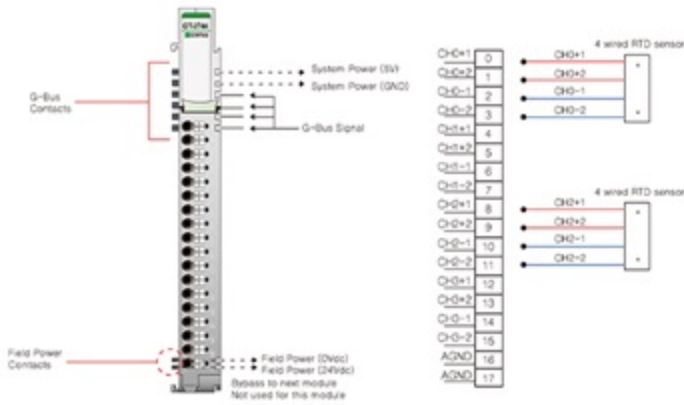 G-Bus
Contacts
System Power (5V)
System Power (GND)
G-Bus Signal
Field Power
Contacts
Field Power (0Vdc)
Field Power (24Vdc)
Bypass to next module
Not used for this module
CH0+1 0
CH0+2 1
CH0-1 2
CH0-2 3
CH1+1 4
CH1+2 5
CH1-1 6
CH1-2 7
CH2+1 8
CH2+2 9
CH2-1 10
CH2-2 11
CH3+1 12
CH3+2 13
CH3-1 14
CH3-2 15
AGND 16
AGND 17
4 wired RTD sensor
CH0+1
CH0+2
CH0-1
CH0-2
4 wired RTD sensor
CH2+1
CH2+2
CH2-1
CH2-2